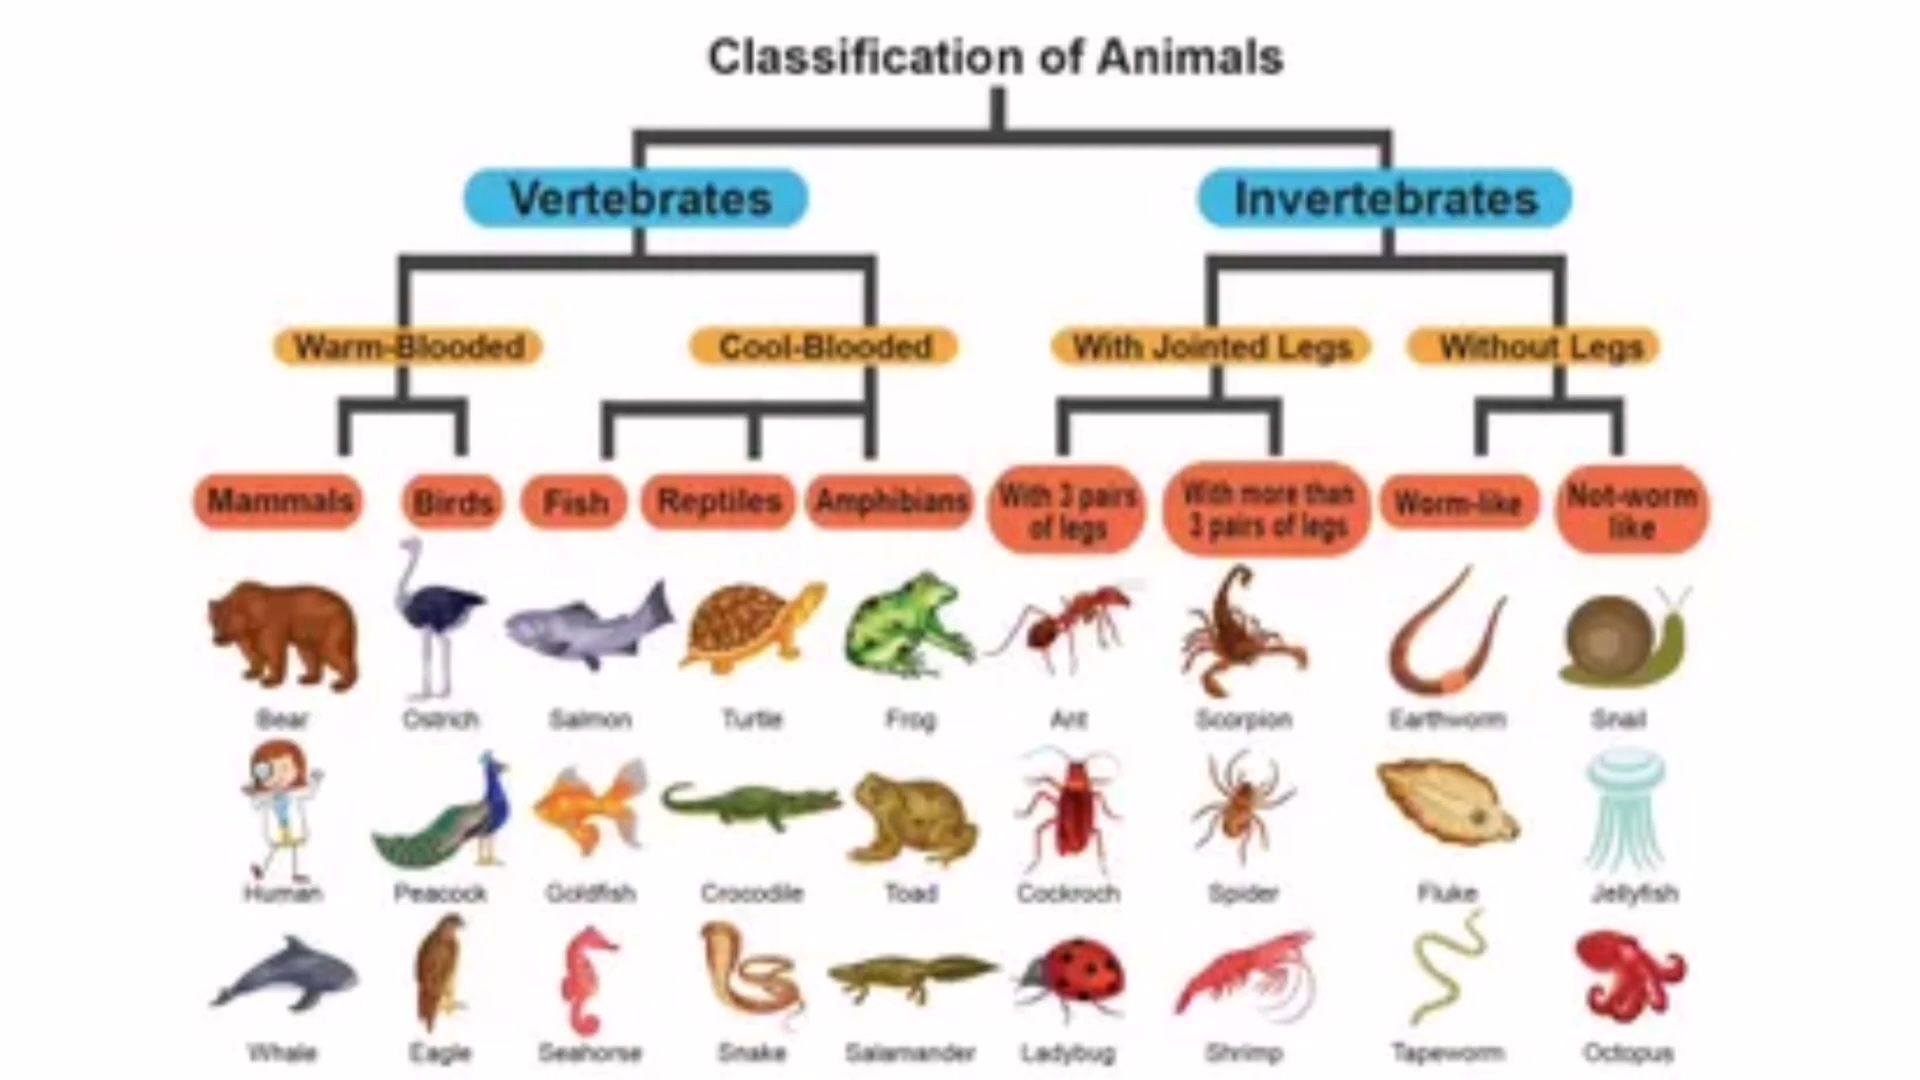 Classification of Animals
Vertebrates
Invertebrates
Warm-Blooded
Cool-Blooded
With Jointed Legs
Without Legs
Mammals
Birds
Fish
Reptiles
Amphibians
With 3 pairs
of legs
With more than
3 pairs of legs
Worm-like
Not-worm
like
Bear
Ostrich
Salmon
Turtle
Frog
Ant
Scorpion
Earthworm
Snail
Human
Peacock
Goldfish
Crocodile
Toad
Cockroch
Spider
Fluke
Jellyfish
Whale
Eagle
Seahorse
Snake
Salamander
Ladybug
Shrimp
Tapeworm
Octopus